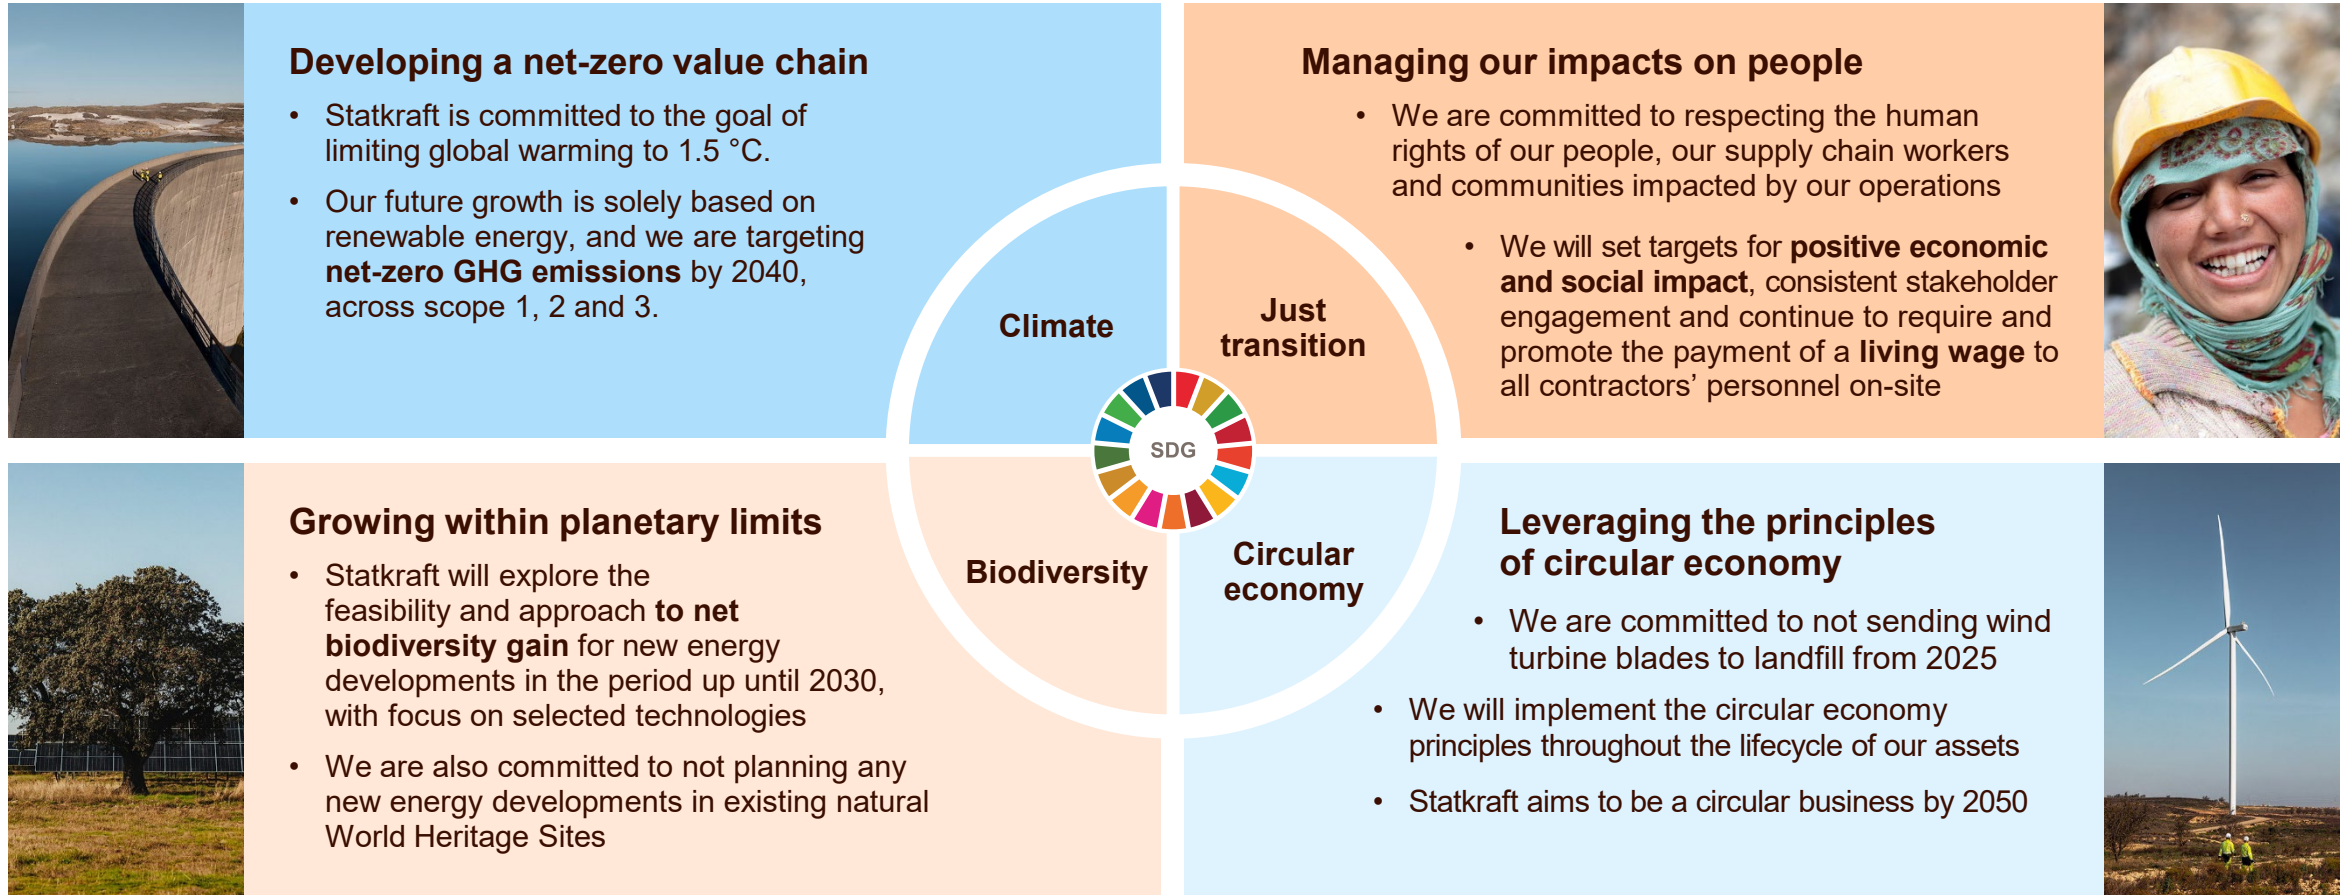 Developing a net-zero value chain
• Statkraft is committed to the goal of
limiting global warming to 1.5 °C.
• Our future growth is solely based on
renewable energy, and we are targeting
net-zero GHG emissions by 2040,
across scope 1, 2 and 3.
Managing our impacts on people
• We are committed to respecting the human
rights of our people, our supply chain workers
and communities impacted by our operations
• We will set targets for positive economic
and social impact, consistent stakeholder
engagement and continue to require and
promote the payment of a living wage to
all contractors’ personnel on-site
Climate
Just
transition
SDG
Biodiversity
Circular
economy
Growing within planetary limits
• Statkraft will explore the
feasibility and approach to net
biodiversity gain for new energy
developments in the period up until 2030,
with focus on selected technologies
• We are also committed to not planning any
new energy developments in existing natural
World Heritage Sites
Leveraging the principles
of circular economy
• We are committed to not sending wind
turbine blades to landfill from 2025
• We will implement the circular economy
principles throughout the lifecycle of our assets
• Statkraft aims to be a circular business by 2050